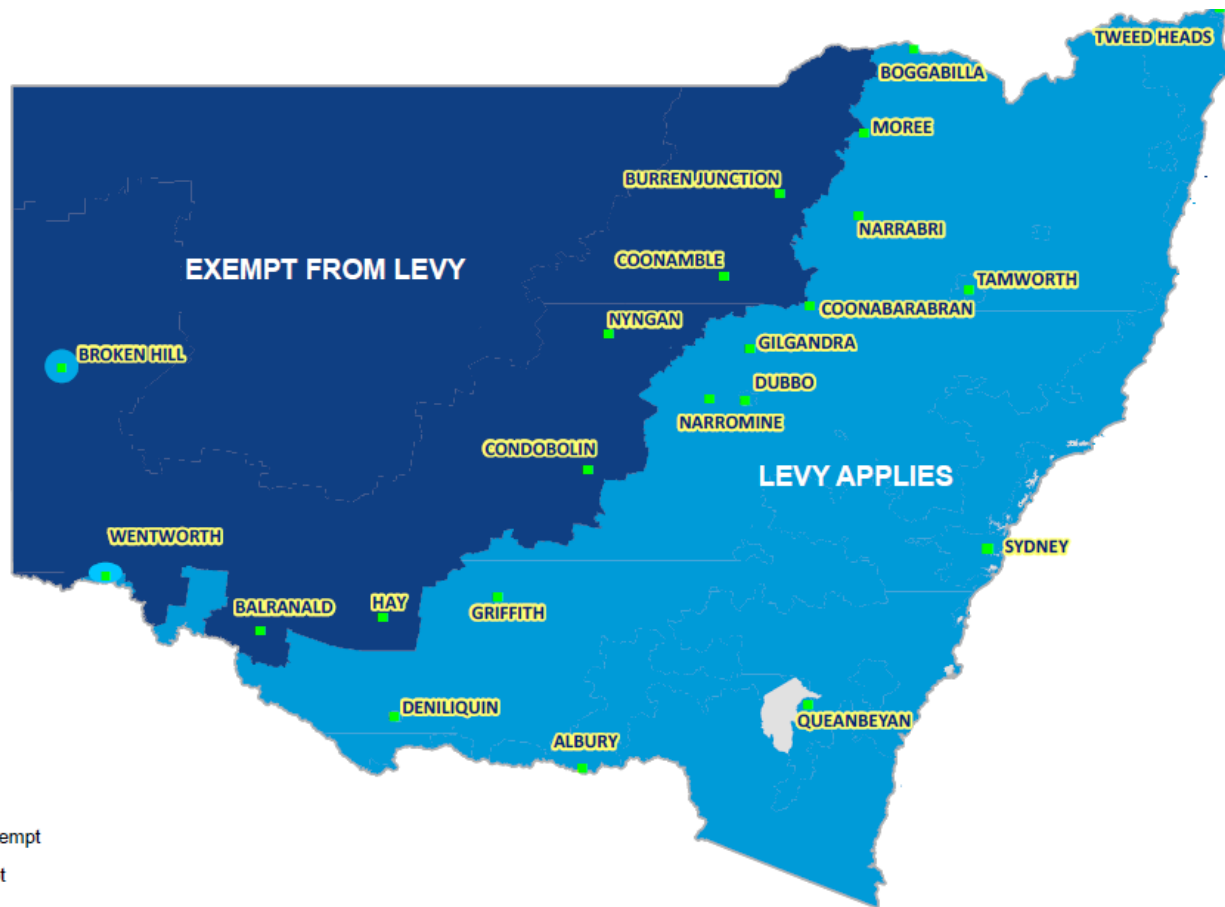 TWEED HEADS
BOGGABILLA
MOREE
BURREN JUNCTION
NARRABRI
COONAMBLE
EXEMPT FROM LEVY
TAMWORTH
COONABARABRAN
NYNGAN
GILGANDRA
BROKEN HILL
DUBBO
NARROMINE
CONDOBOLIN
LEVY APPLIES
WENTWORTH
SYDNEY
BALRANALD
HAY
GRIFFITH
DENILIQUIN
QUEANBEYAN
ALBURY
empt
t